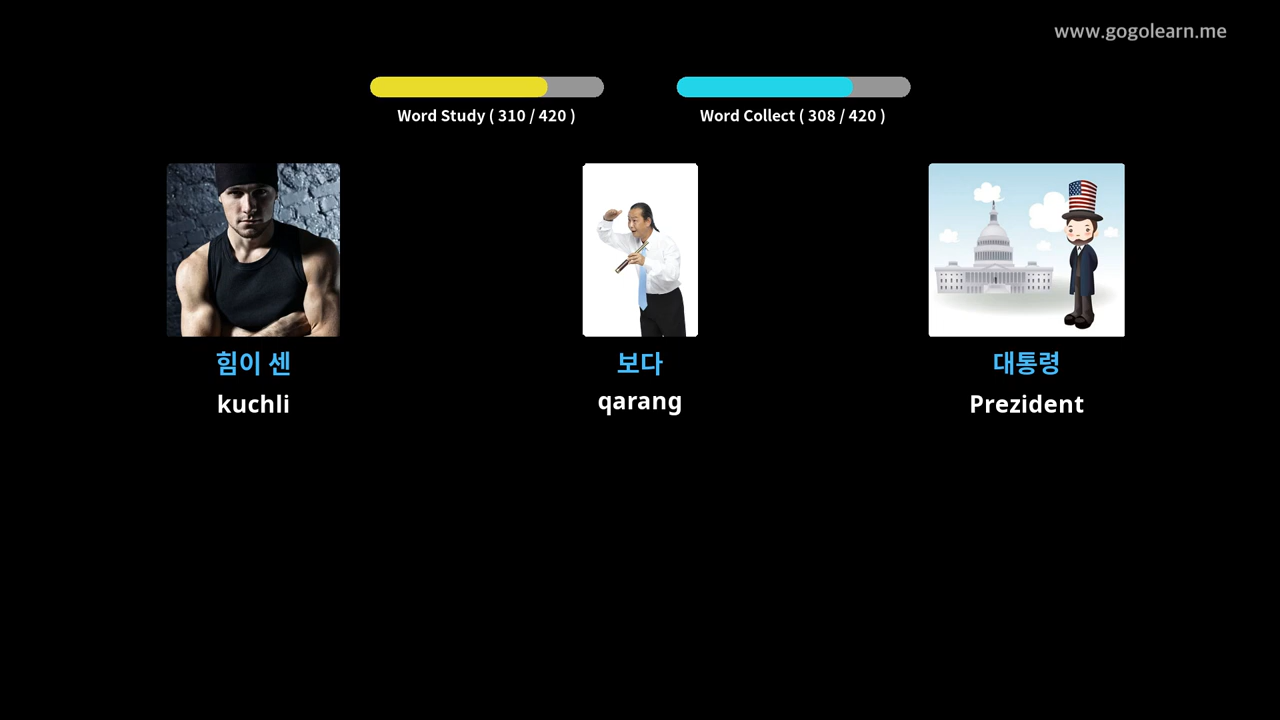 www.gogolearn.me
Word Study ( 310 / 420 )
Word Collect ( 308 / 420 )
힘이 센
보다
대통령
kuchli
qarang
Prezident